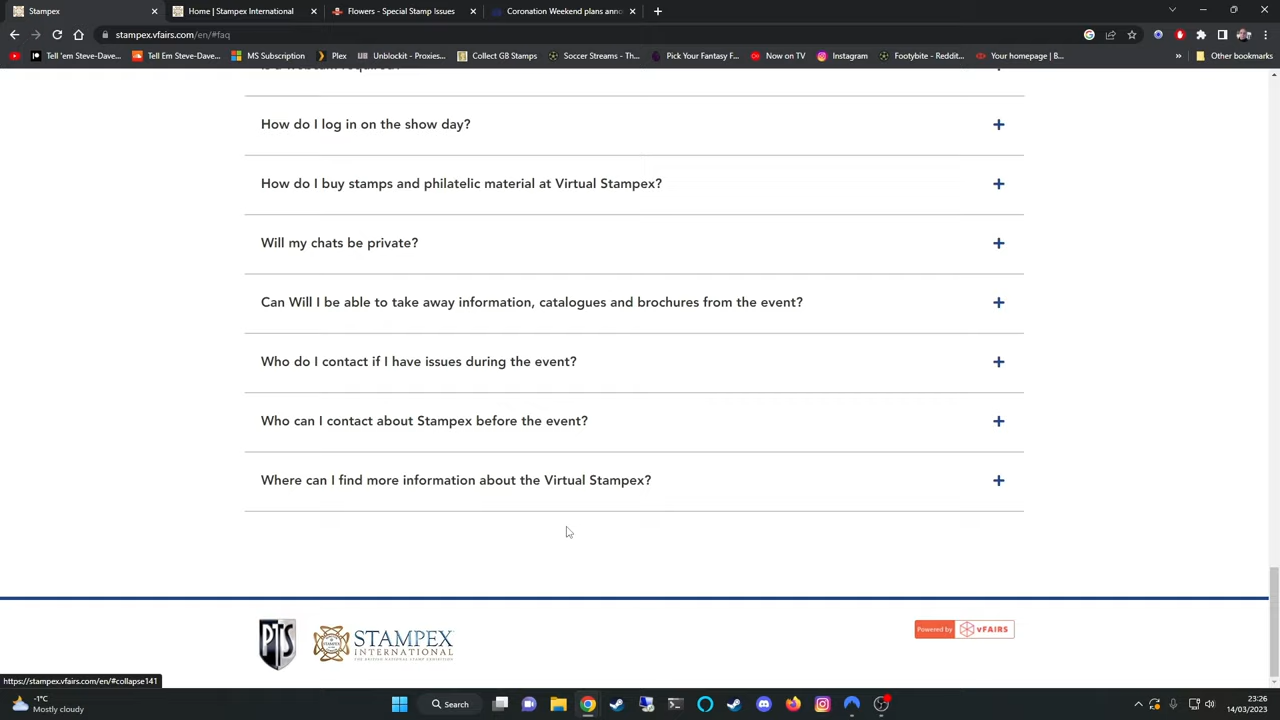 Stampex
Home | Stampex International
Flowers - Special Stamp Issues
Coronation Weekend plans anno
stampex.vfairs.com/en/#faq
Tell 'em Steve-Dave...
Tell Em Steve-Dave...
MS Subscription
Plex
Unblockit - Proxies...
Collect GB Stamps
Soccer Streams - Th...
Pick Your Fantasy F...
Now on TV
Instagram
Footybite - Reddit...
Your homepage | B...
»
Other bookmarks
How do I log in on the show day?
How do I buy stamps and philatelic material at Virtual Stampex?
Will my chats be private?
Can Will I be able to take away information, catalogues and brochures from the event?
Who do I contact if I have issues during the event?
Who can I contact about Stampex before the event?
Where can I find more information about the Virtual Stampex?
PTS
STAMPEX
INTERNATIONAL
THE BRITISH NATIONAL STAMP EXHIBITION
Powered by vFAIRS
https://stampex.vfairs.com/en/#collapse141
-1°C
Mostly cloudy
Search
23:26
14/03/2023